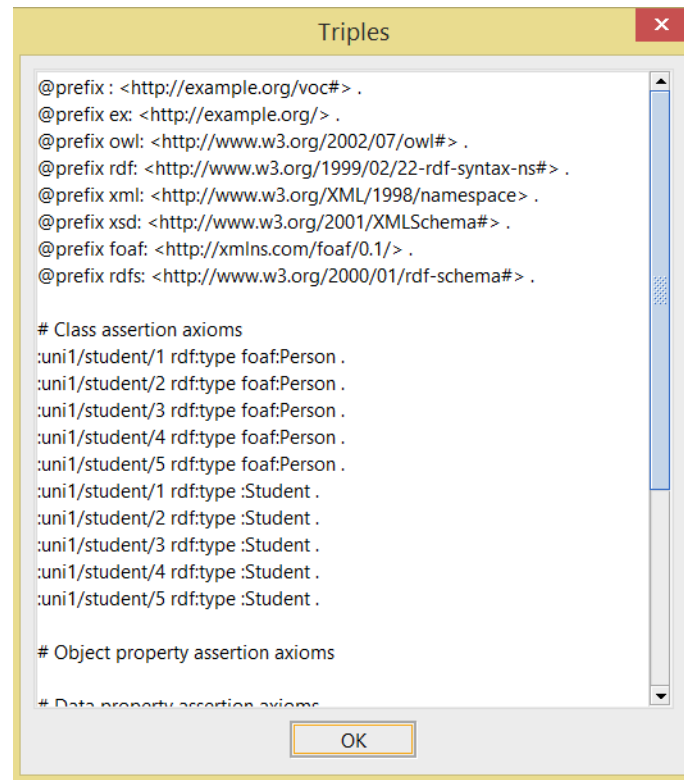 Triples
@prefix : <http://example.org/voc#> .
@prefix ex: <http://example.org/> .
@prefix owl: <http://www.w3.org/2002/07/owl#> .
@prefix rdf: <http://www.w3.org/1999/02/22-rdf-syntax-ns#> .
@prefix xml: <http://www.w3.org/XML/1998/namespace> .
@prefix xsd: <http://www.w3.org/2001/XMLSchema#> .
@prefix foaf: <http://xmlns.com/foaf/0.1/> .
@prefix rdfs: <http://www.w3.org/2000/01/rdf-schema#> .
# Class assertion axioms
:uni1/student/1 rdf:type foaf:Person .
:uni1/student/2 rdf:type foaf:Person .
:uni1/student/3 rdf:type foaf:Person .
:uni1/student/4 rdf:type foaf:Person .
:uni1/student/5 rdf:type foaf:Person .
:uni1/student/1 rdf:type :Student .
:uni1/student/2 rdf:type :Student .
:uni1/student/3 rdf:type :Student .
:uni1/student/4 rdf:type :Student .
:uni1/student/5 rdf:type :Student .
# Object property assertion axioms
# Data property assertion axioms
OK